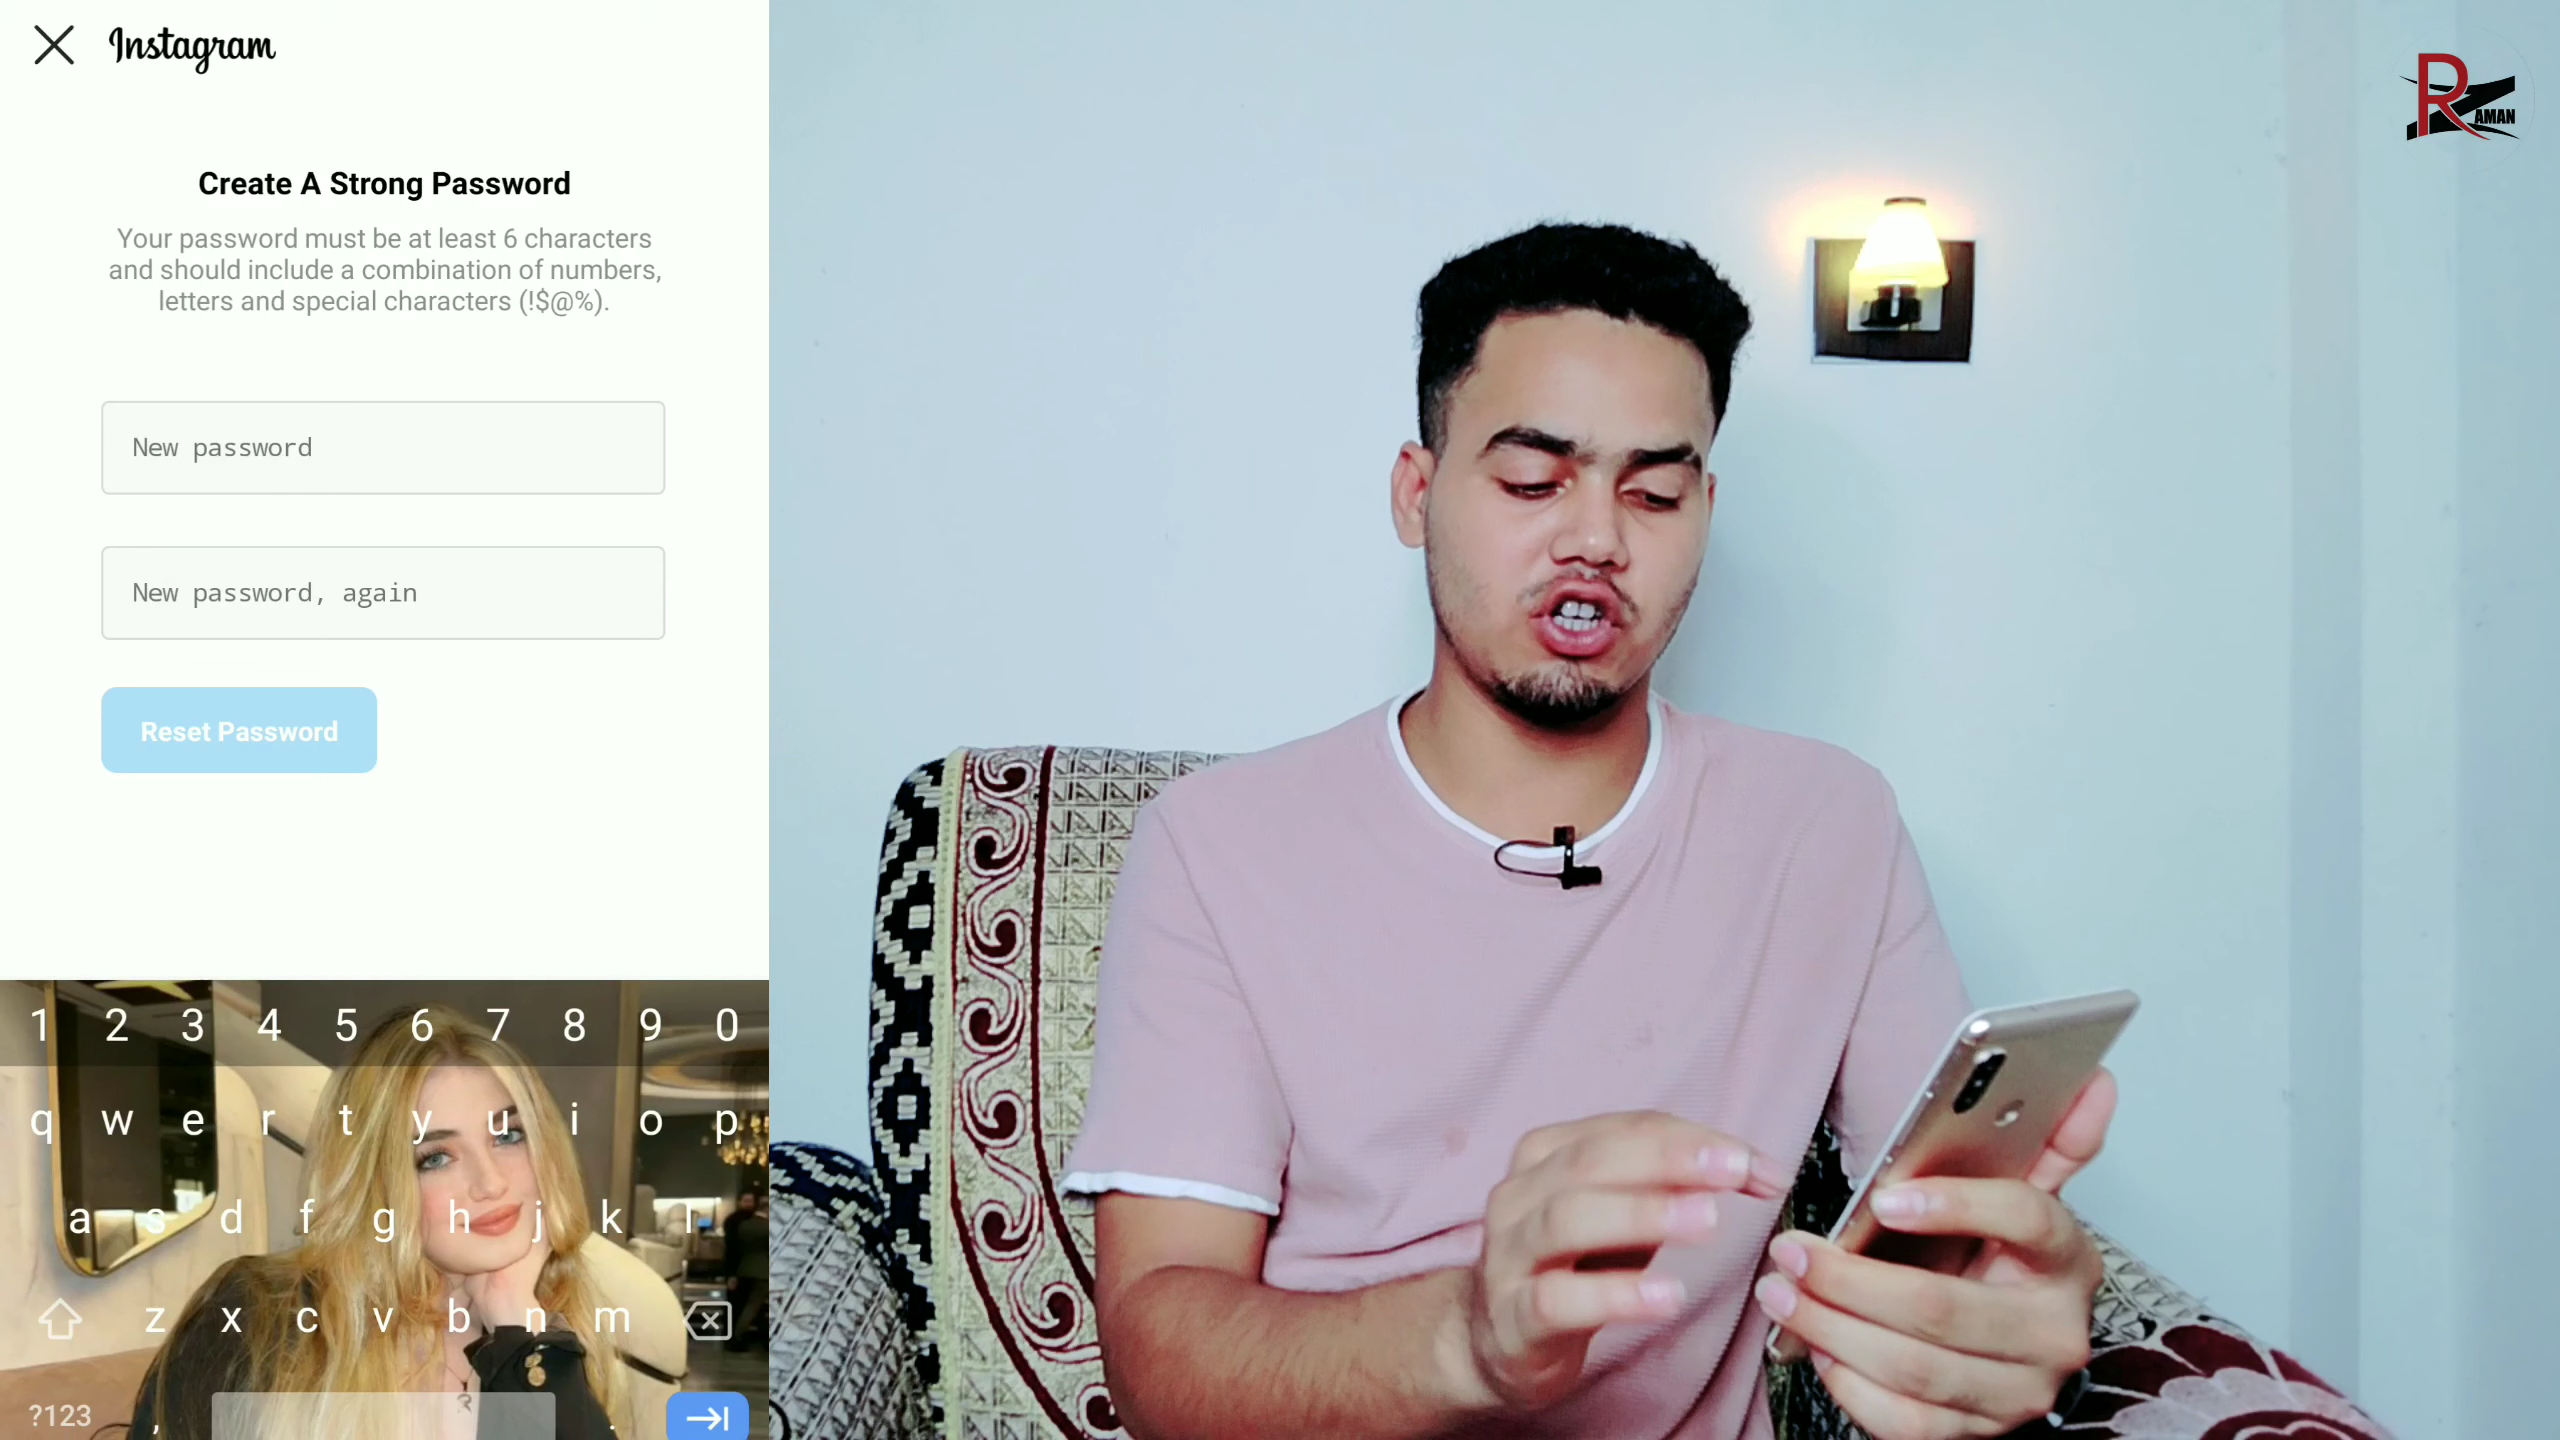 Instagram
Create A Strong Password
Your password must be at least 6 characters
and should include a combination of numbers,
letters and special characters (!$@%).
New password
New password, again
Reset Password
1 2 3 4 5 6 7 8 9 0
q w e r t y u i o p
a s d f g h j k l
z x c v b n m
?123 , .
R AMAN